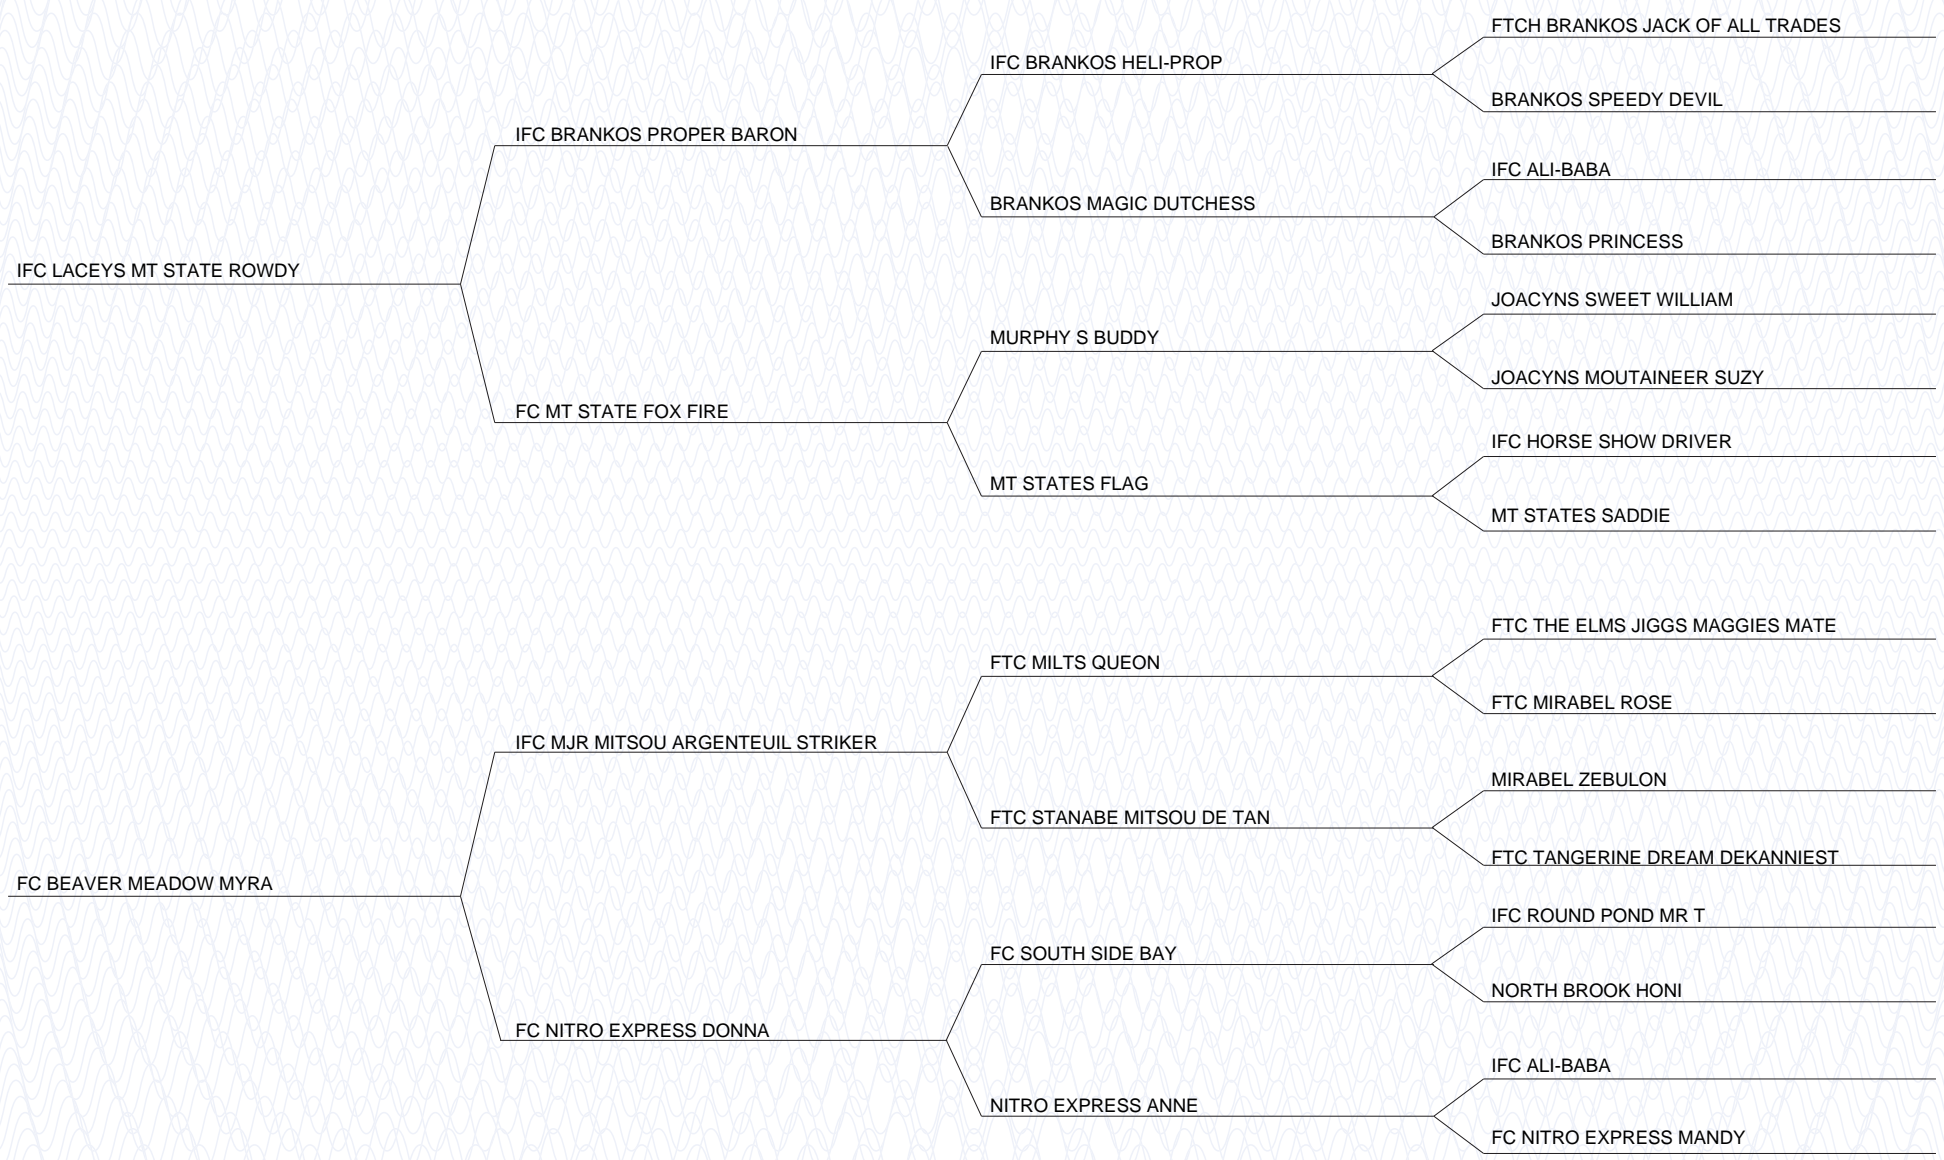 FTCH BRANKOS JACK OF ALL TRADES
IFC BRANKOS HELI-PROP
BRANKOS SPEEDY DEVIL
IFC BRANKOS PROPER BARON
IFC ALI-BABA
BRANKOS MAGIC DUTCHESS
BRANKOS PRINCESS
IFC LACEYS MT STATE ROWDY
JOACYNS SWEET WILLIAM
MURPHY S BUDDY
JOACYNS MOUTAINEER SUZY
FC MT STATE FOX FIRE
IFC HORSE SHOW DRIVER
MT STATES FLAG
MT STATES SADDIE
FTC THE ELMS JIGGS MAGGIES MATE
FTC MILTS QUEON
FTC MIRABEL ROSE
IFC MJR MITSOU ARGENTEUIL STRIKER
MIRABEL ZEBULON
FTC STANABE MITSOU DE TAN
FTC TANGERINE DREAM DEKANNIEST
FC BEAVER MEADOW MYRA
IFC ROUND POND MR T
FC SOUTH SIDE BAY
NORTH BROOK HONI
FC NITRO EXPRESS DONNA
IFC ALI-BABA
NITRO EXPRESS ANNE
FC NITRO EXPRESS MANDY